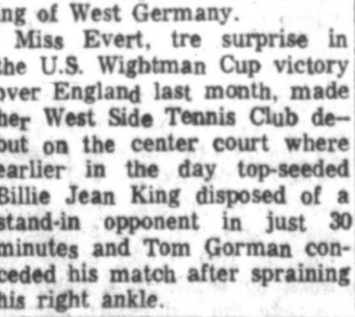 ng of West Germany.
Miss Evert, tre surprise in
the U.S. Wightman Cup victory
over England last month, made
her West Side Tennis Club de-
but on the center court where
earlier in the day top-seeded
Billie Jean King disposed of a
stand-in opponent in just 30
minutes and Tom Gorman con-
ceded his match after spraining
his right ankle.